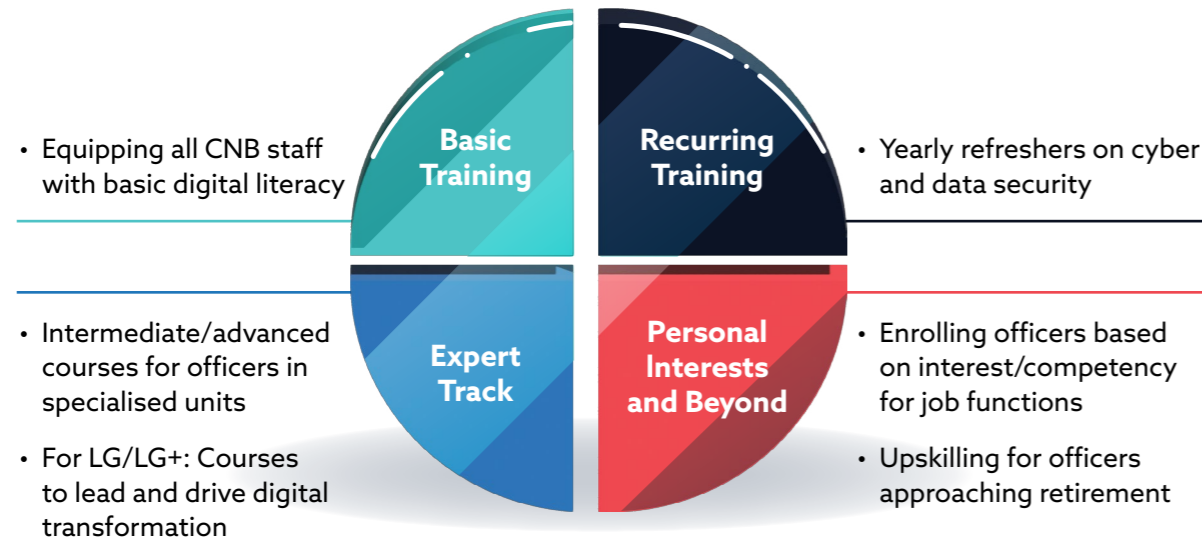 Basic
Training
• Equipping all CNB staff
with basic digital literacy
Recurring
Training
• Yearly refreshers on cyber
and data security
Expert
Track
• Intermediate/advanced
courses for officers in
specialised units
• For LG/LG+: Courses
to lead and drive digital
transformation
Personal
Interests
and Beyond
• Enrolling officers based
on interest/competency
for job functions
• Upskilling for officers
approaching retirement